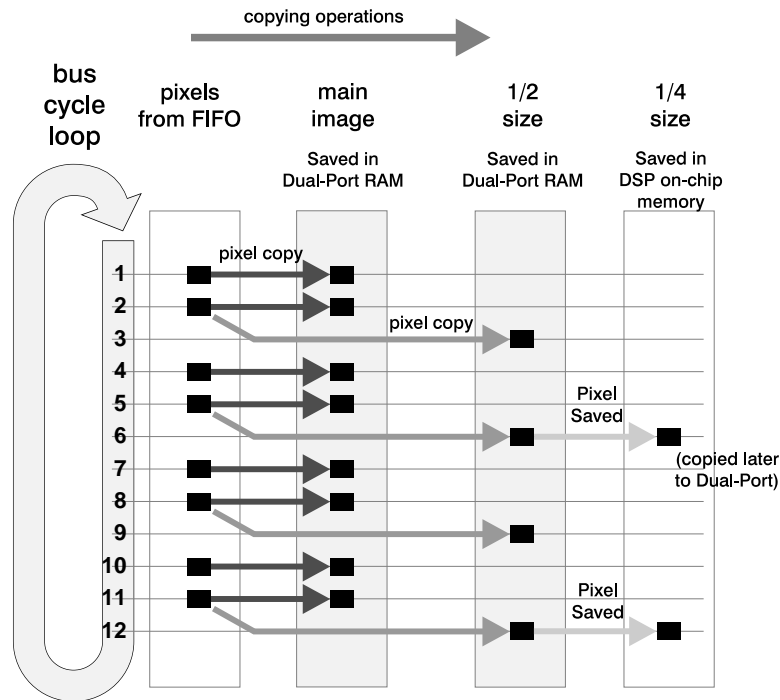 copying operations
bus
cycle
loop
pixels
from FIFO
main
image
1/2
size
1/4
size
Saved in
Dual-Port RAM
Saved in
Dual-Port RAM
Saved in
DSP on-chip
memory
pixel copy
1
2
pixel copy
3
4
5
Pixel
Saved
6
(copied later
to Dual-Port)
7
8
9
10
11
Pixel
Saved
12